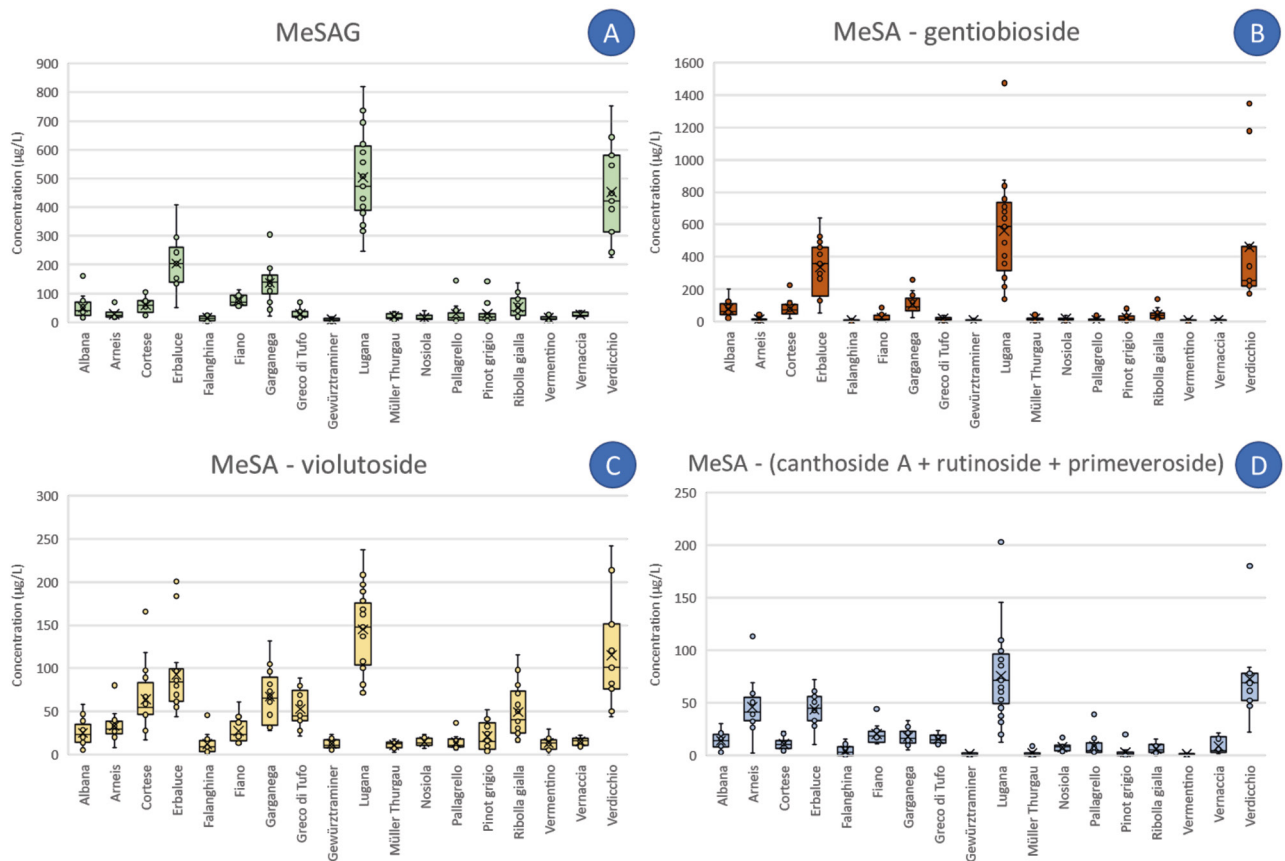 MeSAG
A
Concentration (µg/L)
900
800
700
600
500
400
300
200
100
0
Albana
Arneis
Cortese
Erbaluce
Falanghina
Fiano
Garganega
Greco di Tufo
Gewürztraminer
Lugana
Müller Thurgau
Nosiola
Pallagrello
Pinot grigio
Ribolla gialla
Vermentino
Vernaccia
Verdicchio
MeSA - gentiobioside
B
Concentration (µg/L)
1600
1400
1200
1000
800
600
400
200
0
Albana
Arneis
Cortese
Erbaluce
Falanghina
Fiano
Garganega
Greco di Tufo
Gewürztraminer
Lugana
Müller Thurgau
Nosiola
Pallagrello
Pinot grigio
Ribolla gialla
Vermentino
Vernaccia
Verdicchio
MeSA - violutoside
C
Concentration (µg/L)
300
250
200
150
100
50
0
Albana
Arneis
Cortese
Erbaluce
Falanghina
Fiano
Garganega
Greco di Tufo
Gewürztraminer
Lugana
Müller Thurgau
Nosiola
Pallagrello
Pinot grigio
Ribolla gialla
Vermentino
Vernaccia
Verdicchio
MeSA - (canthoside A + rutinoside + primeveroside)
D
Concentration (µg/L)
250
200
150
100
50
0
Albana
Arneis
Cortese
Erbaluce
Falanghina
Fiano
Garganega
Greco di Tufo
Gewürztraminer
Lugana
Müller Thurgau
Nosiola
Pallagrello
Pinot grigio
Ribolla gialla
Vermentino
Vernaccia
Verdicchio